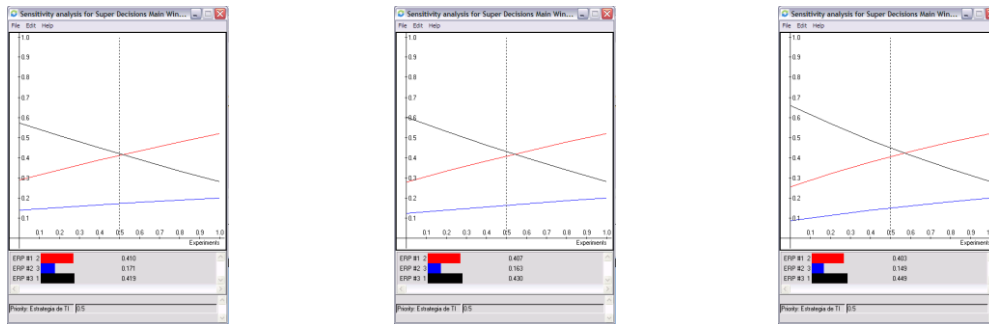 Sensitivity analysis for Super Decisions Main Win...
File Edit Help
1.0
0.9
0.8
0.7
0.6
0.5
0.4
0.3
0.2
0.1
0.1 0.2 0.3 0.4 0.5 0.6 0.7 0.8 0.9 1.0
Experiments
ERP #1 2 0.410
ERP #2 3 0.171
ERP #3 1 0.419
Priority: Estrategia de TI 0.5
Sensitivity analysis for Super Decisions Main Win...
File Edit Help
1.0
0.9
0.8
0.7
0.6
0.5
0.4
0.3
0.2
0.1
0.1 0.2 0.3 0.4 0.5 0.6 0.7 0.8 0.9 1.0
Experiments
ERP #1 2 0.407
ERP #2 3 0.163
ERP #3 1 0.430
Priority: Estrategia de TI 0.5
Sensitivity analysis for Super Decisions Main Win...
File Edit Help
1.0
0.9
0.8
0.7
0.6
0.5
0.4
0.3
0.2
0.1
0.1 0.2 0.3 0.4 0.5 0.6 0.7 0.8 0.9 1
Experiments
ERP #1 2 0.403
ERP #2 3 0.149
ERP #3 1 0.449
Priority: Estrategia de TI 0.5